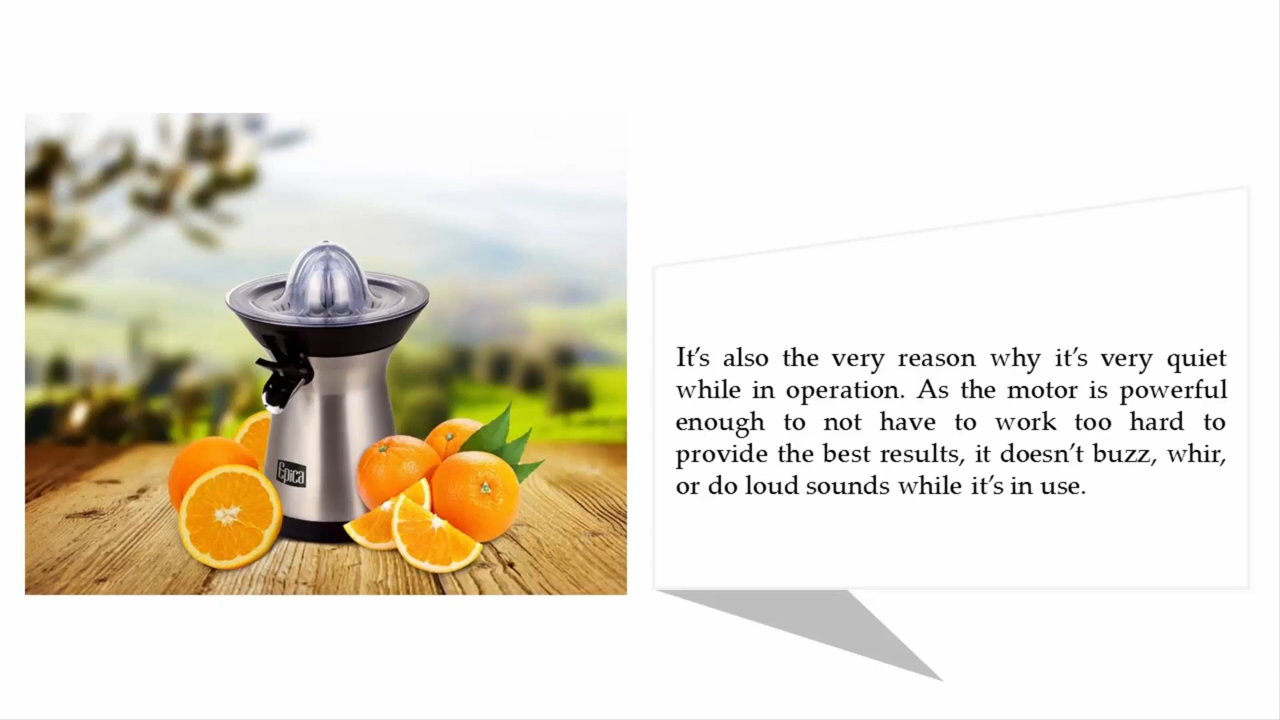 Epica
It’s also the very reason why it’s very quiet
while in operation. As the motor is powerful
enough to not have to work too hard to
provide the best results, it doesn’t buzz, whir,
or do loud sounds while it’s in use.